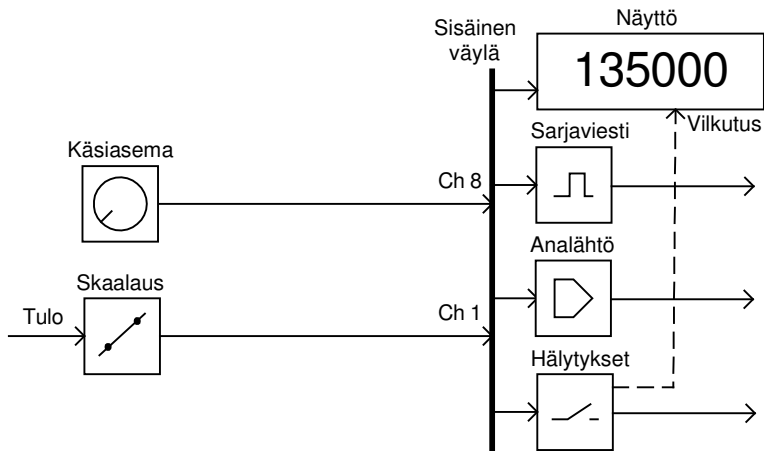 Sisäinen
väylä
Näyttö
135000
Vilkutus
Käsiasema
Ch 8
Sarjaviesti
Analähtö
Skaalaus
Tulo
Ch 1
Hälytykset